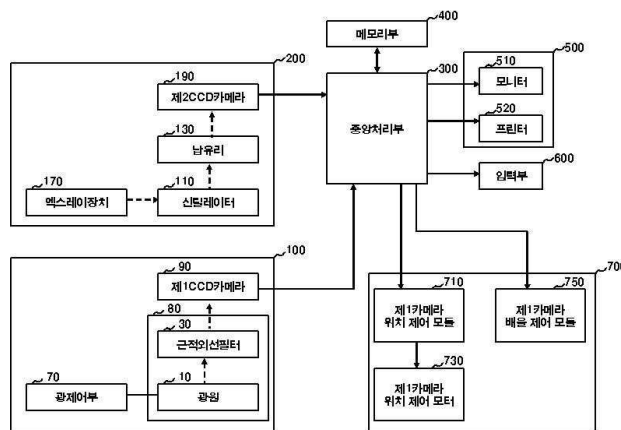 400
메모리부
200
190
제2CCD카메라
130
납유리
170
엑스레이장치
110
신틸레이터
300
중앙처리부
500
510
모니터
520
프린터
600
입력부
100
90
제1CCD카메라
80
30
근적외선필터
70
광제어부
10
광원
700
710
제1카메라
위치 제어 모듈
750
제1카메라
배율 제어 모듈
730
제1카메라
위치 제어 모터